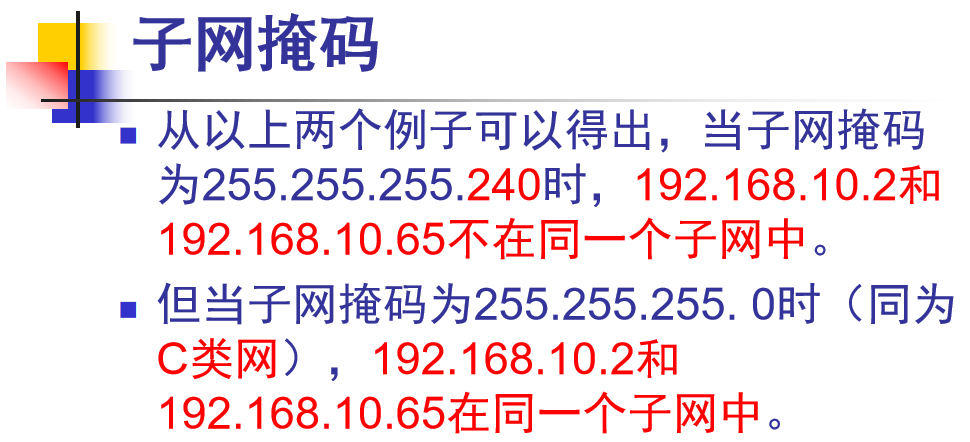 子网掩码
从以上两个例子可以得出，当子网掩码
为255.255.255.240时，192.168.10.2和
192.168.10.65不在同一个子网中。
但当子网掩码为255.255.255. 0时（同为
C类网），192.168.10.2和
192.168.10.65在同一个子网中。